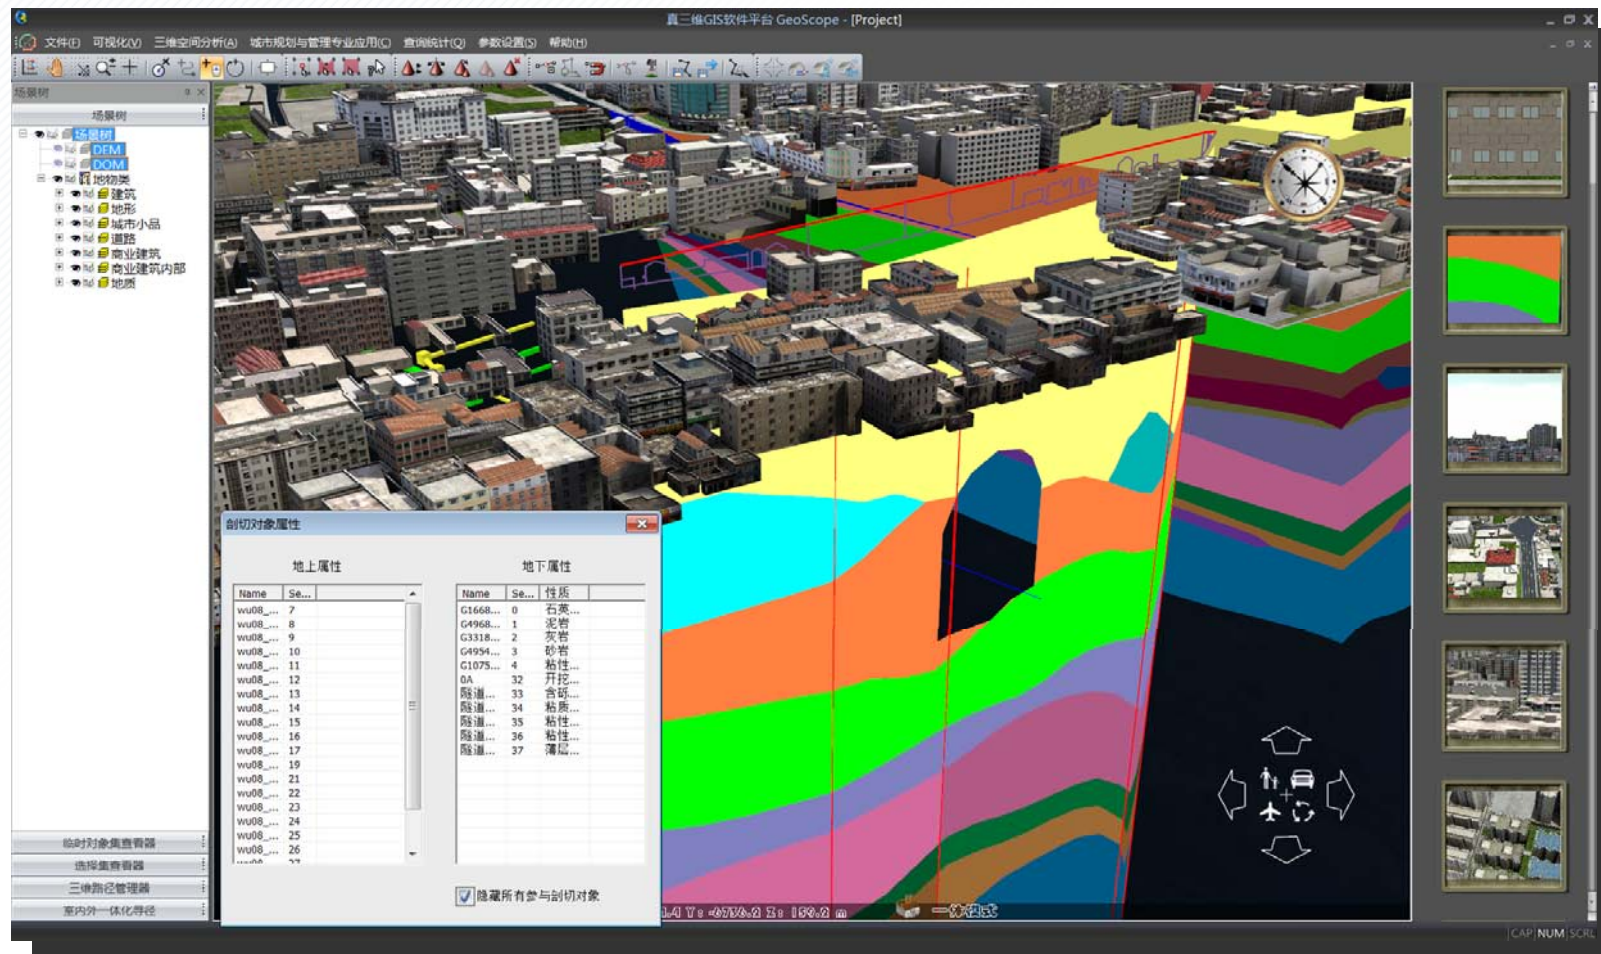 真三维GIS软件平台 GeoScope - [Project]
文件(F) 可视化(V) 三维空间分析(A) 城市规划与管理专业应用(C) 查询统计(Q) 参数设置(S) 帮助(H)
场景树
场景树
场景树
DEM
DOM
地物类
建筑
地形
城市小品
道路
商业建筑
商业建筑内部
地质
临时对象集查看器
选择集查看器
三维路径管理器
室内外一体化寻径
剖切对象属性
地上属性
Name Se...
wu08_... 7
wu08_... 8
wu08_... 9
wu08_... 10
wu08_... 11
wu08_... 12
wu08_... 13
wu08_... 14
wu08_... 15
wu08_... 16
wu08_... 17
wu08_... 19
wu08_... 21
wu08_... 22
wu08_... 23
wu08_... 24
wu08_... 25
wu08_... 26
地下属性
Name Se... 性质
G1668... 0 石英...
G4968... 1 泥岩
G3318... 2 灰岩
G4954... 3 砂岩
G1075... 4 粘性...
0A 32 开挖...
隧道... 33 含砾...
隧道... 34 粘质...
隧道... 35 粘性...
隧道... 36 粘性...
隧道... 37 薄层...
隐藏所有参与剖切对象
Y: -6756.2 Z: 159.2 m 一体模式
CAP NUM SCRL